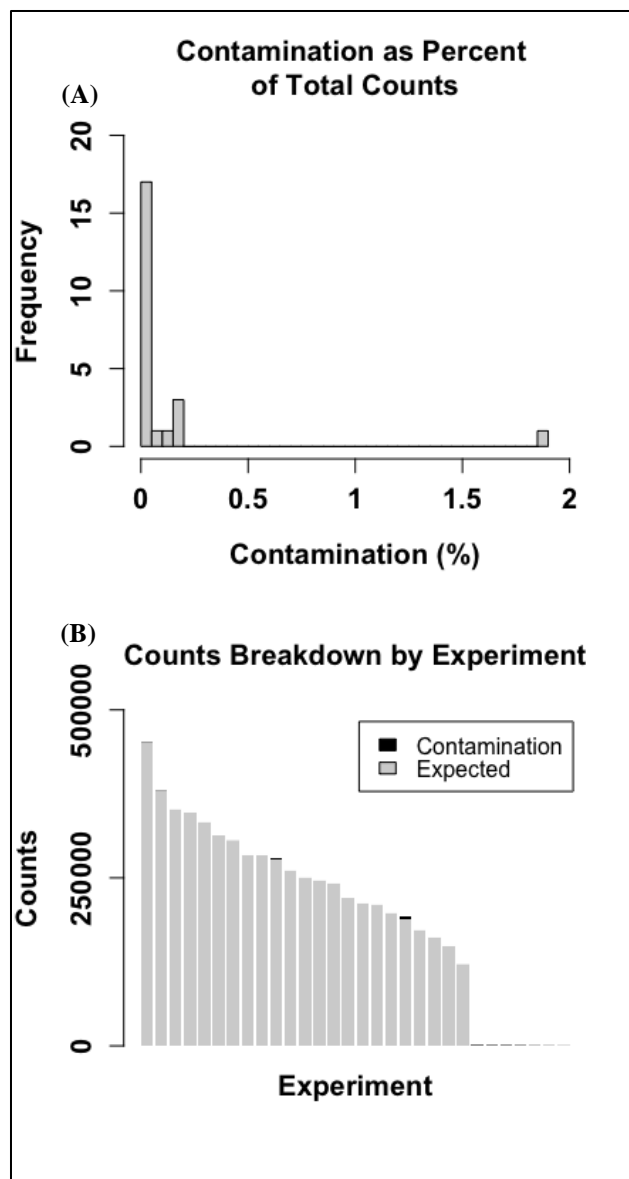 Contamination as Percent
of Total Counts
(A)
20
15
10
5
0
Frequency
0 0.5 1 1.5 2
Contamination (%)
(B)
Counts Breakdown by Experiment
500000
250000
0
Counts
Contamination
Expected
Experiment